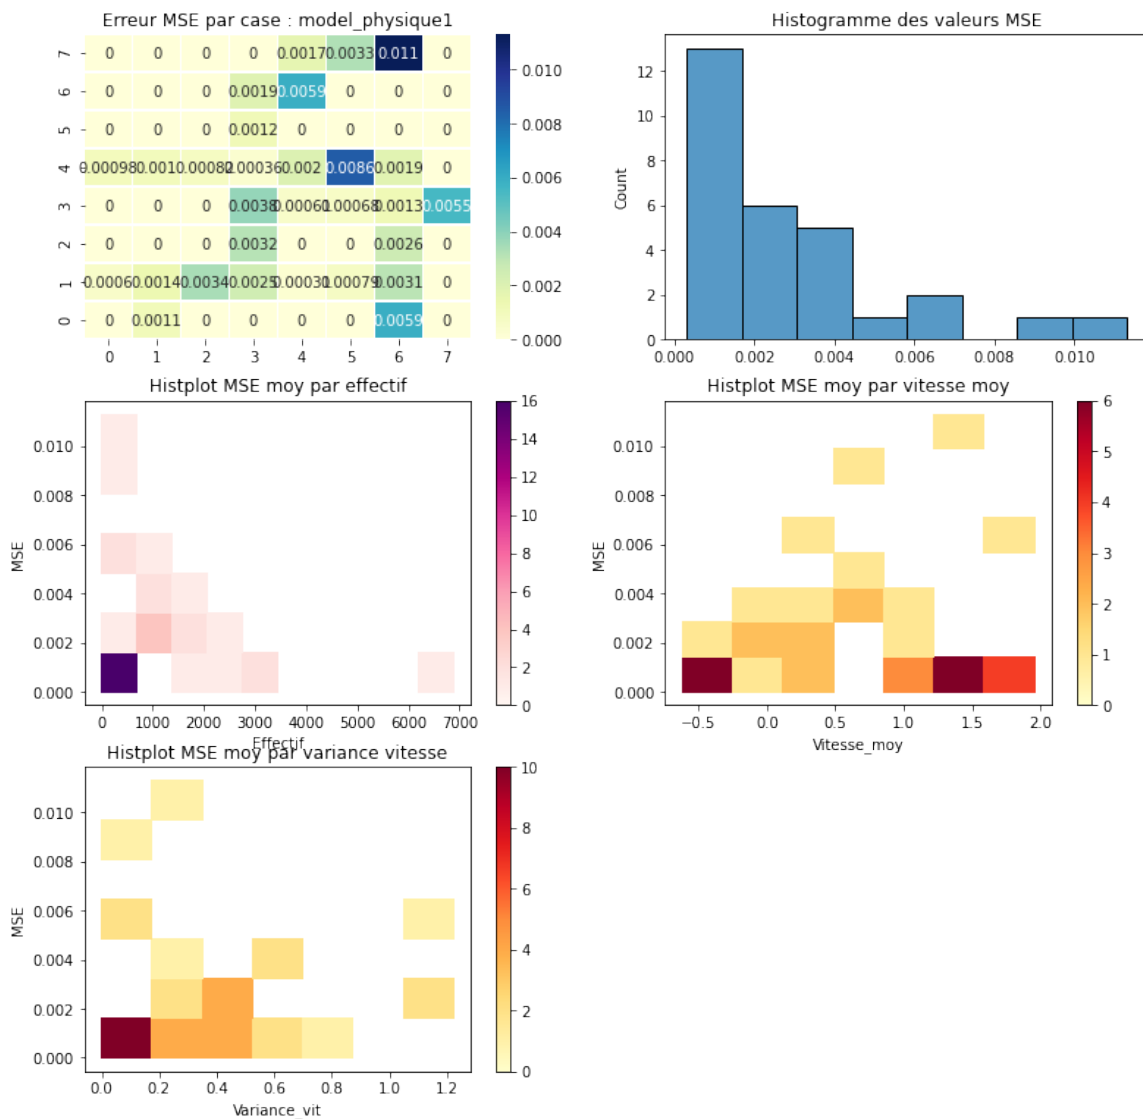 Erreur MSE par case : model_physique1
7 0 0 0 0 0.0017 0.0033 0.011 0
6 0 0 0 0.0019 0.0059 0 0 0
5 0 0 0 0.0012 0 0 0 0
4 0.00098 0.001 0.00082 0.00036 0.002 0.0086 0.0019 0
3 0 0 0 0.0038 0.00061 0.00068 0.0013 0.0055
2 0 0 0 0.0032 0 0 0.0026 0
1 0.0006 0.0014 0.0034 0.0025 0.00031 0.00079 0.0031 0
0 0 0.0011 0 0 0 0 0.0059 0
0 1 2 3 4 5 6 7
0.010
0.008
0.006
0.004
0.002
0.000
Histogramme des valeurs MSE
Count
12
10
8
6
4
2
0
0.000 0.002 0.004 0.006 0.008 0.010
Histplot MSE moy par effectif
MSE
0.010
0.008
0.006
0.004
0.002
0.000
0 1000 2000 3000 4000 5000 6000 7000
Effectif
16
14
12
10
8
6
4
2
0
Histplot MSE moy par vitesse moy
MSE
0.010
0.008
0.006
0.004
0.002
0.000
−0.5 0.0 0.5 1.0 1.5 2.0
Vitesse_moy
6
5
4
3
2
1
0
Histplot MSE moy par variance vitesse
MSE
0.010
0.008
0.006
0.004
0.002
0.000
0.0 0.2 0.4 0.6 0.8 1.0 1.2
Variance_vit
10
8
6
4
2
0